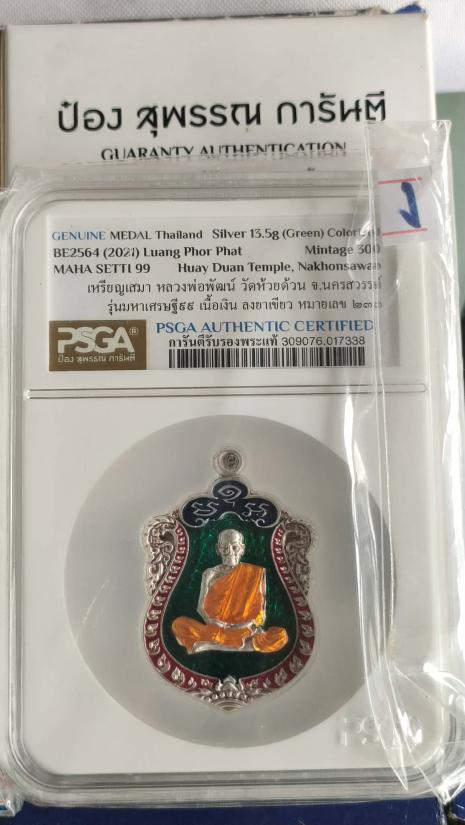 ป๋อง สุพรรณ การันตี
GUARANTY AUTHENTICATION
GENUINE MEDAL Thailand Silver 13.5g (Green) Colored
BE2564 (2021) Luang Phor Phat Mintage 300
MAHA SETTI 99 Huay Duan Temple, Nakhonsawan
เหรียญเสมา หลวงพ่อพัฒน์ วัดห้วยด้วน จ.นครสวรรค์
รุ่นมหาเศรษฐี๙๙ เนื้อเงิน ลงยาเขียว หมายเลข
PSGA®
ป๋อง สุพรรณ การันตี
PSGA AUTHENTIC CERTIFIED
การันตีรับรองพระแท้ 309076.017338
PSGA